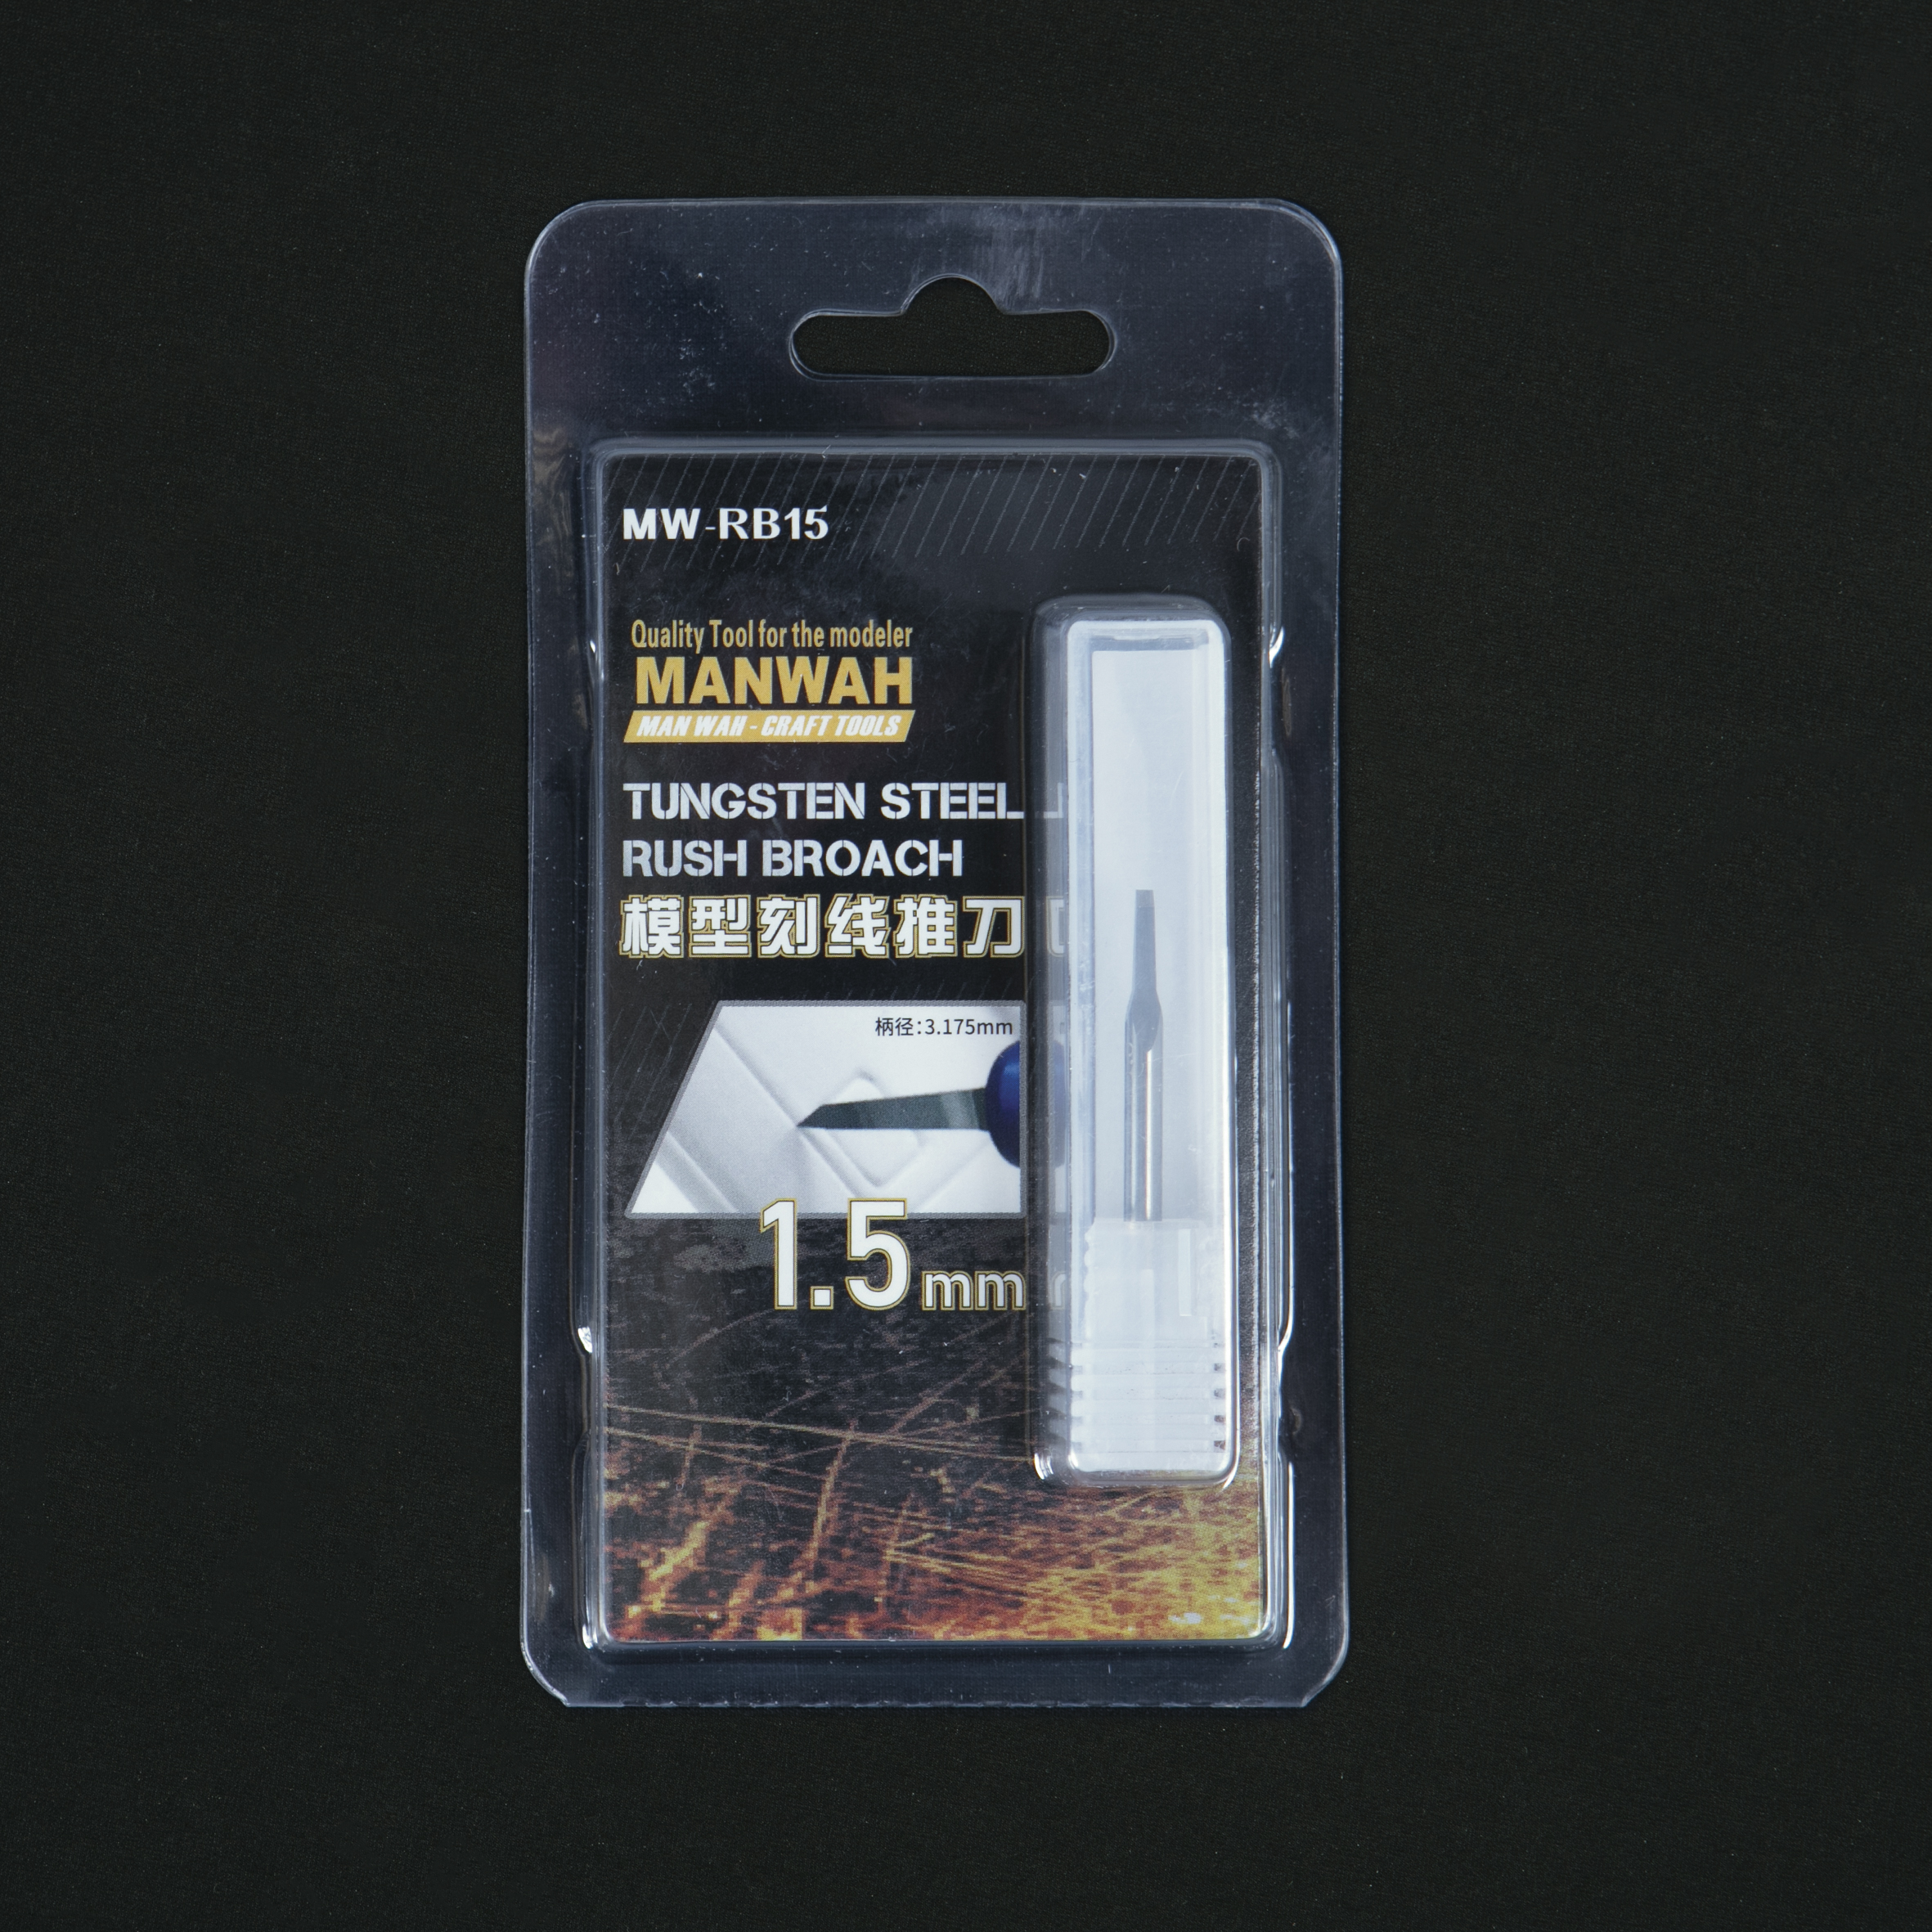 MW-RB15
Quality Tool for the modeler
MANWAH
MAN WAH - CRAFT TOOLS
TUNGSTEN STEEL
RUSH BROACH
模型刻线推刀
柄径:3.175mm
1.5mm